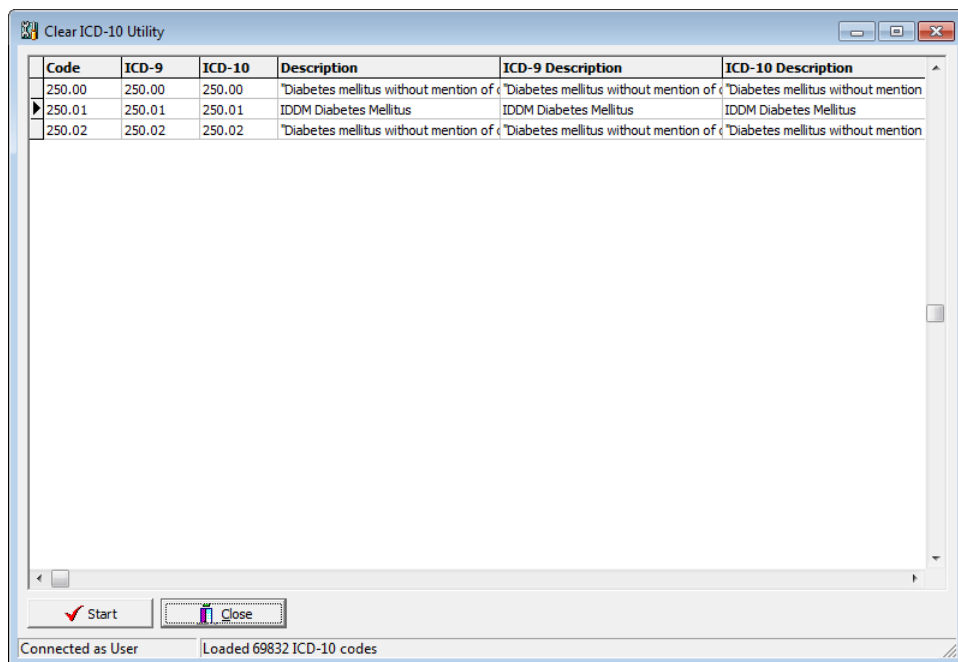 Clear ICD-10 Utility
Code ICD-9 ICD-10 Description ICD-9 Description ICD-10 Description
250.00 250.00 250.00 "Diabetes mellitus without mention of "Diabetes mellitus without mention of "Diabetes mellitus without mention
250.01 250.01 250.01 IDDM Diabetes Mellitus IDDM Diabetes Mellitus IDDM Diabetes Mellitus
250.02 250.02 250.02 "Diabetes mellitus without mention of "Diabetes mellitus without mention of "Diabetes mellitus without mention
Start Close
Connected as User Loaded 69832 ICD-10 codes